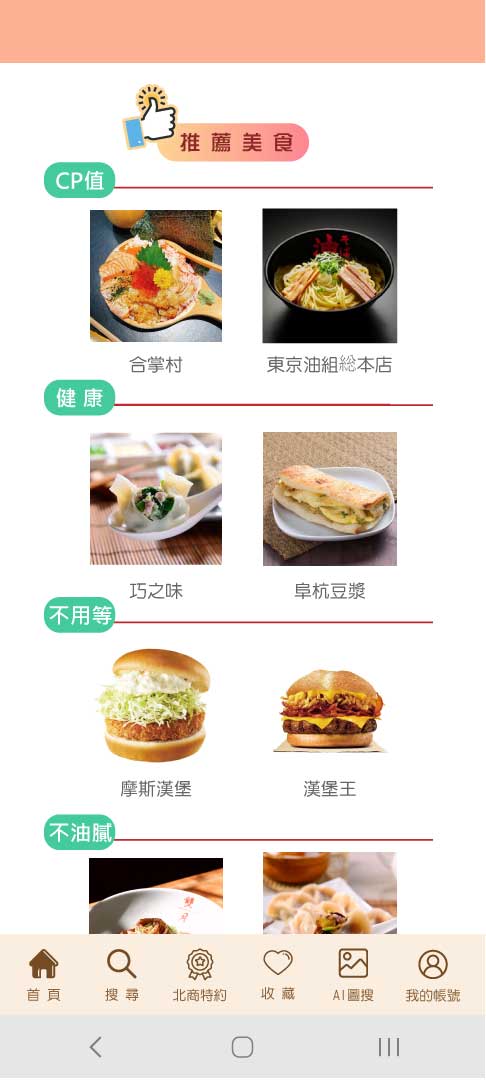 推薦美食
CP值
合掌村
東京油組総本店
健康
巧之味
阜杭豆漿
不用等
摩斯漢堡
漢堡王
不油膩
雙月
首頁
搜尋
北商特約
收藏
AI圖搜
我的帳號